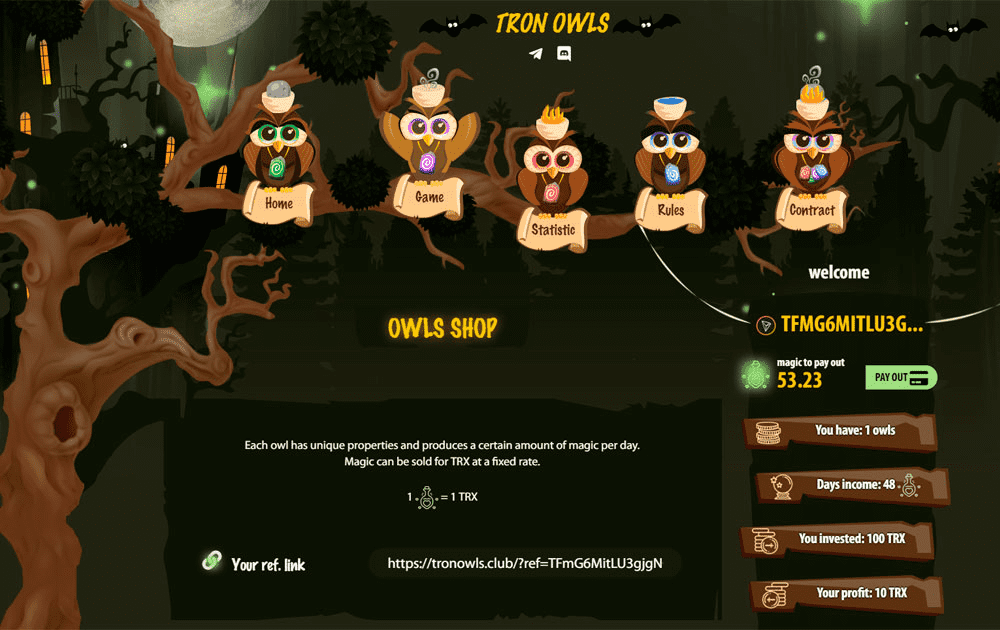 TRON OWLS
Home
Game
Statistic
Rules
Contract
welcome
TFMG6MITLU3G...
magic to pay out
53.23
PAY OUT
You have: 1 owls
Days income: 48
You invested: 100 TRX
Your profit: 10 TRX
OWLS SHOP
Each owl has unique properties and produces a certain amount of magic per day.
Magic can be sold for TRX at a fixed rate.
1 = 1 TRX
Your ref. link
https://tronowls.club/?ref=TFmG6MitLU3gjgN